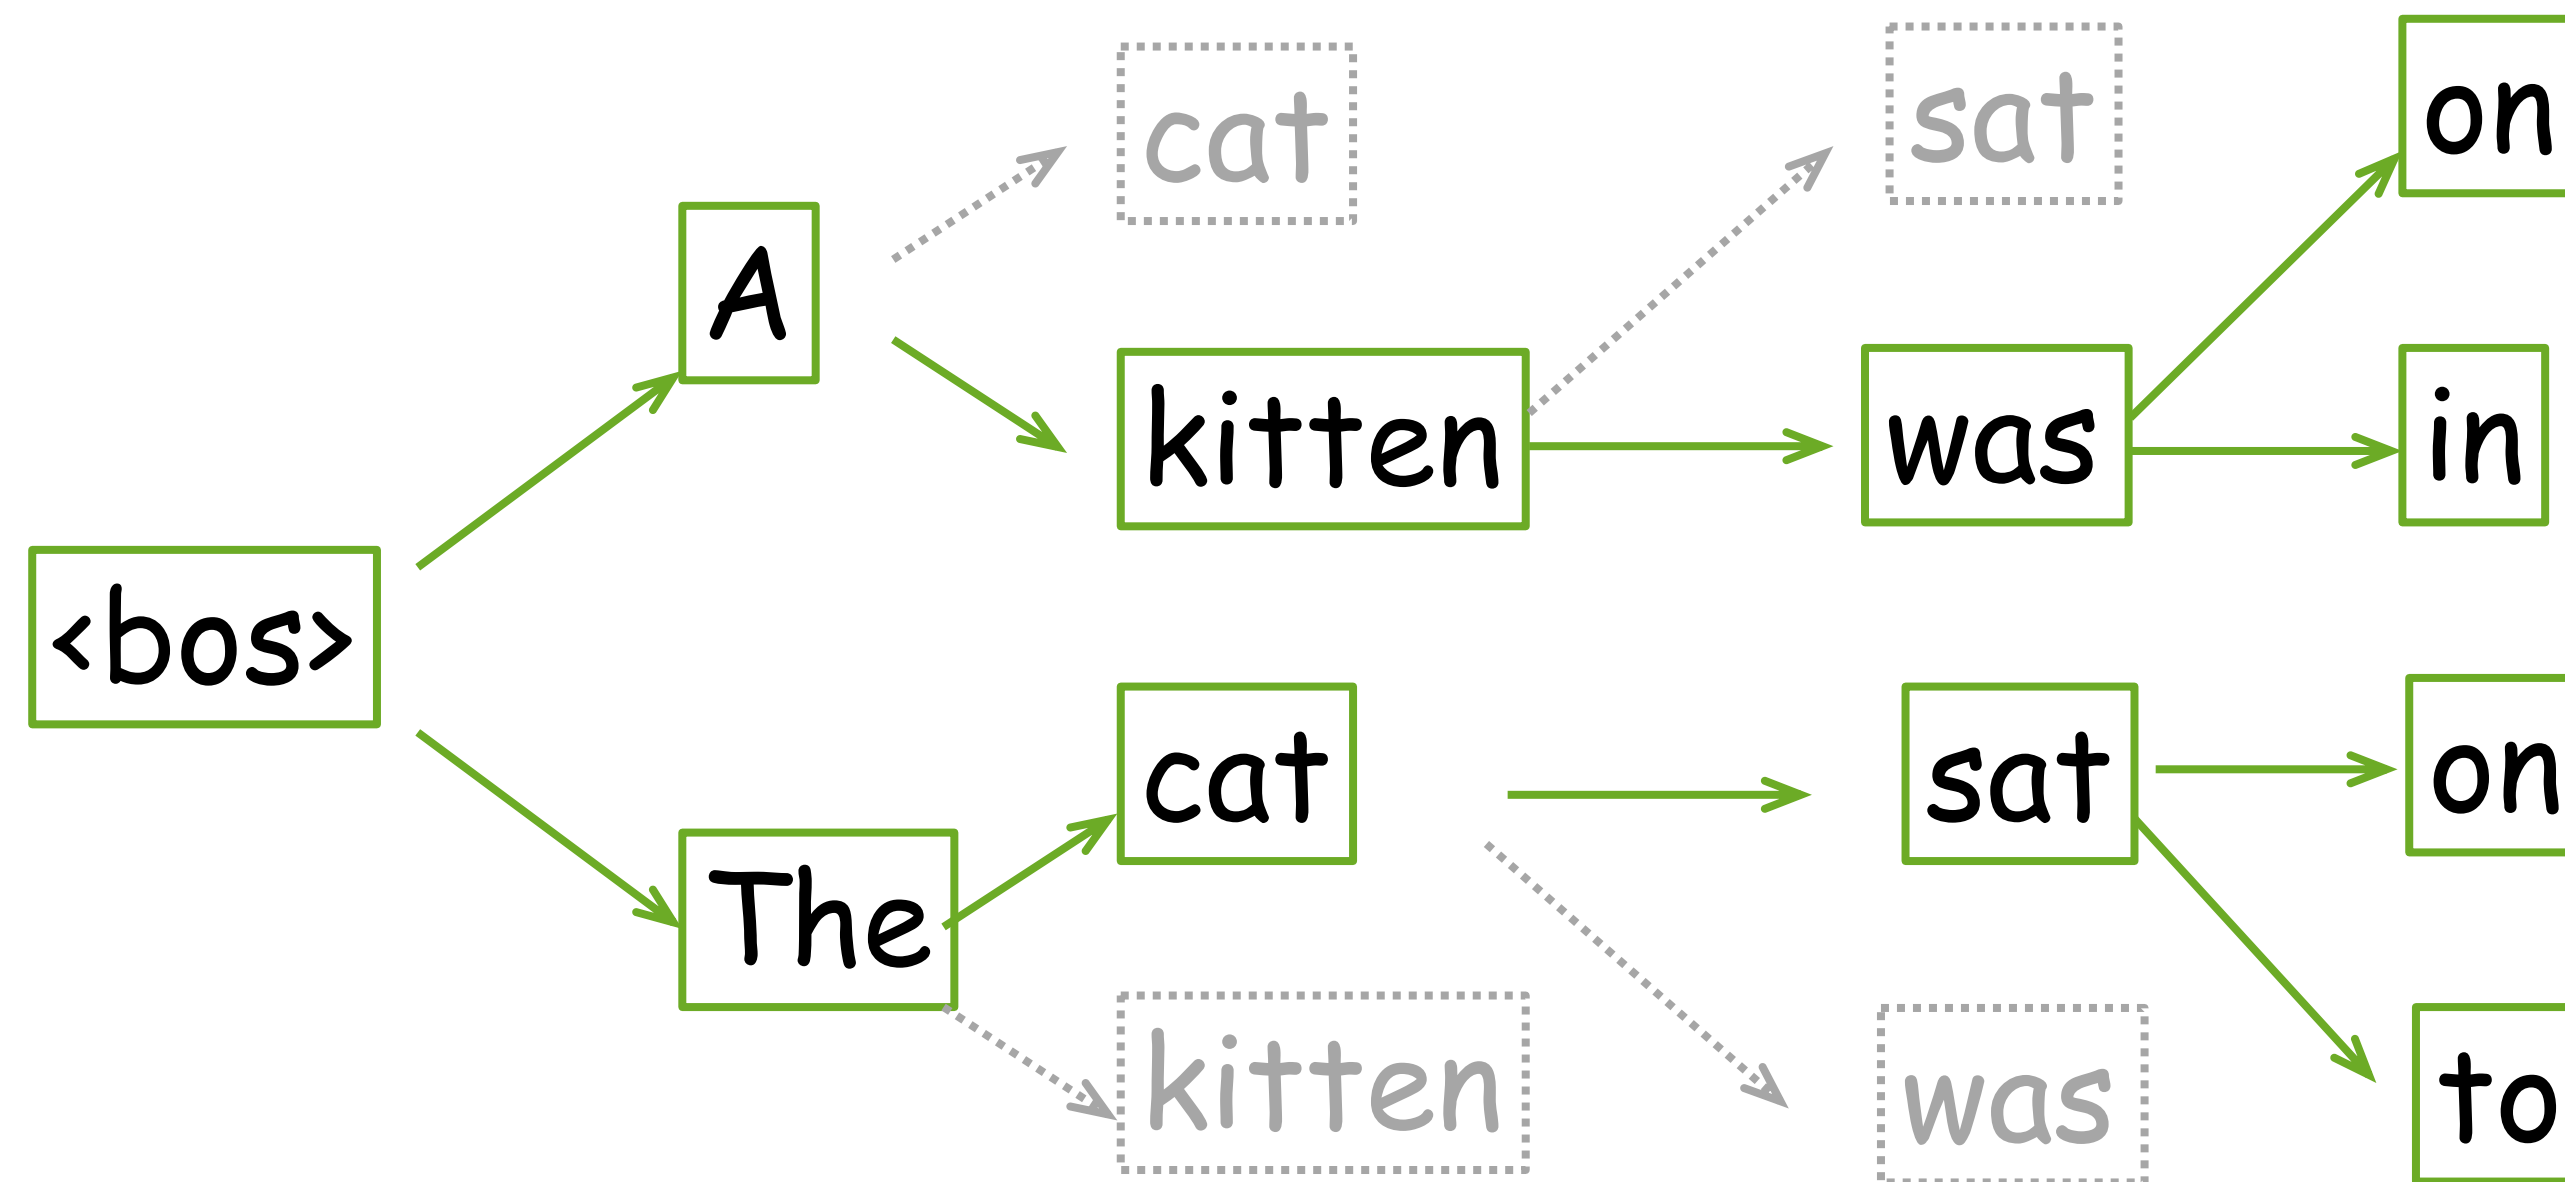 cat
sat
on
A
kitten
was
in
<bos>
cat
sat
on
The
kitten
was
to